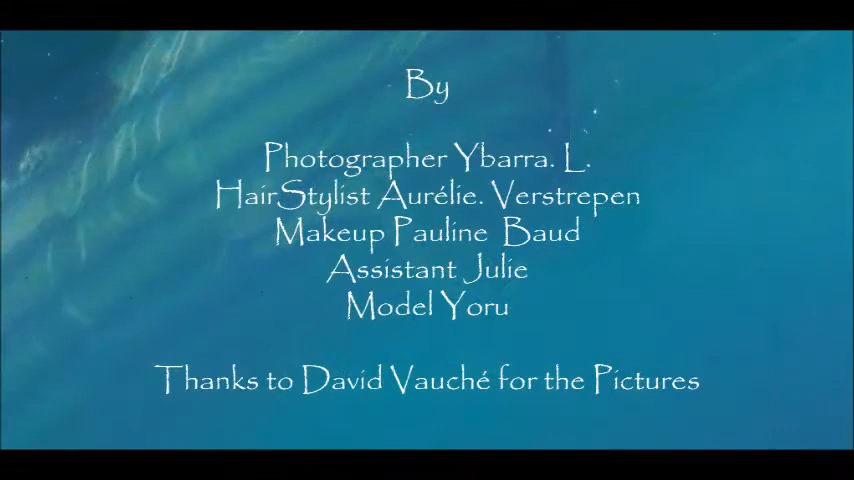 By
Photographer Ybarra. L.
HairStylist Aurélie. Verstrepen
Makeup Pauline Baud
Assistant Julie
Model Yoru
Thanks to David Vauché for the Pictures